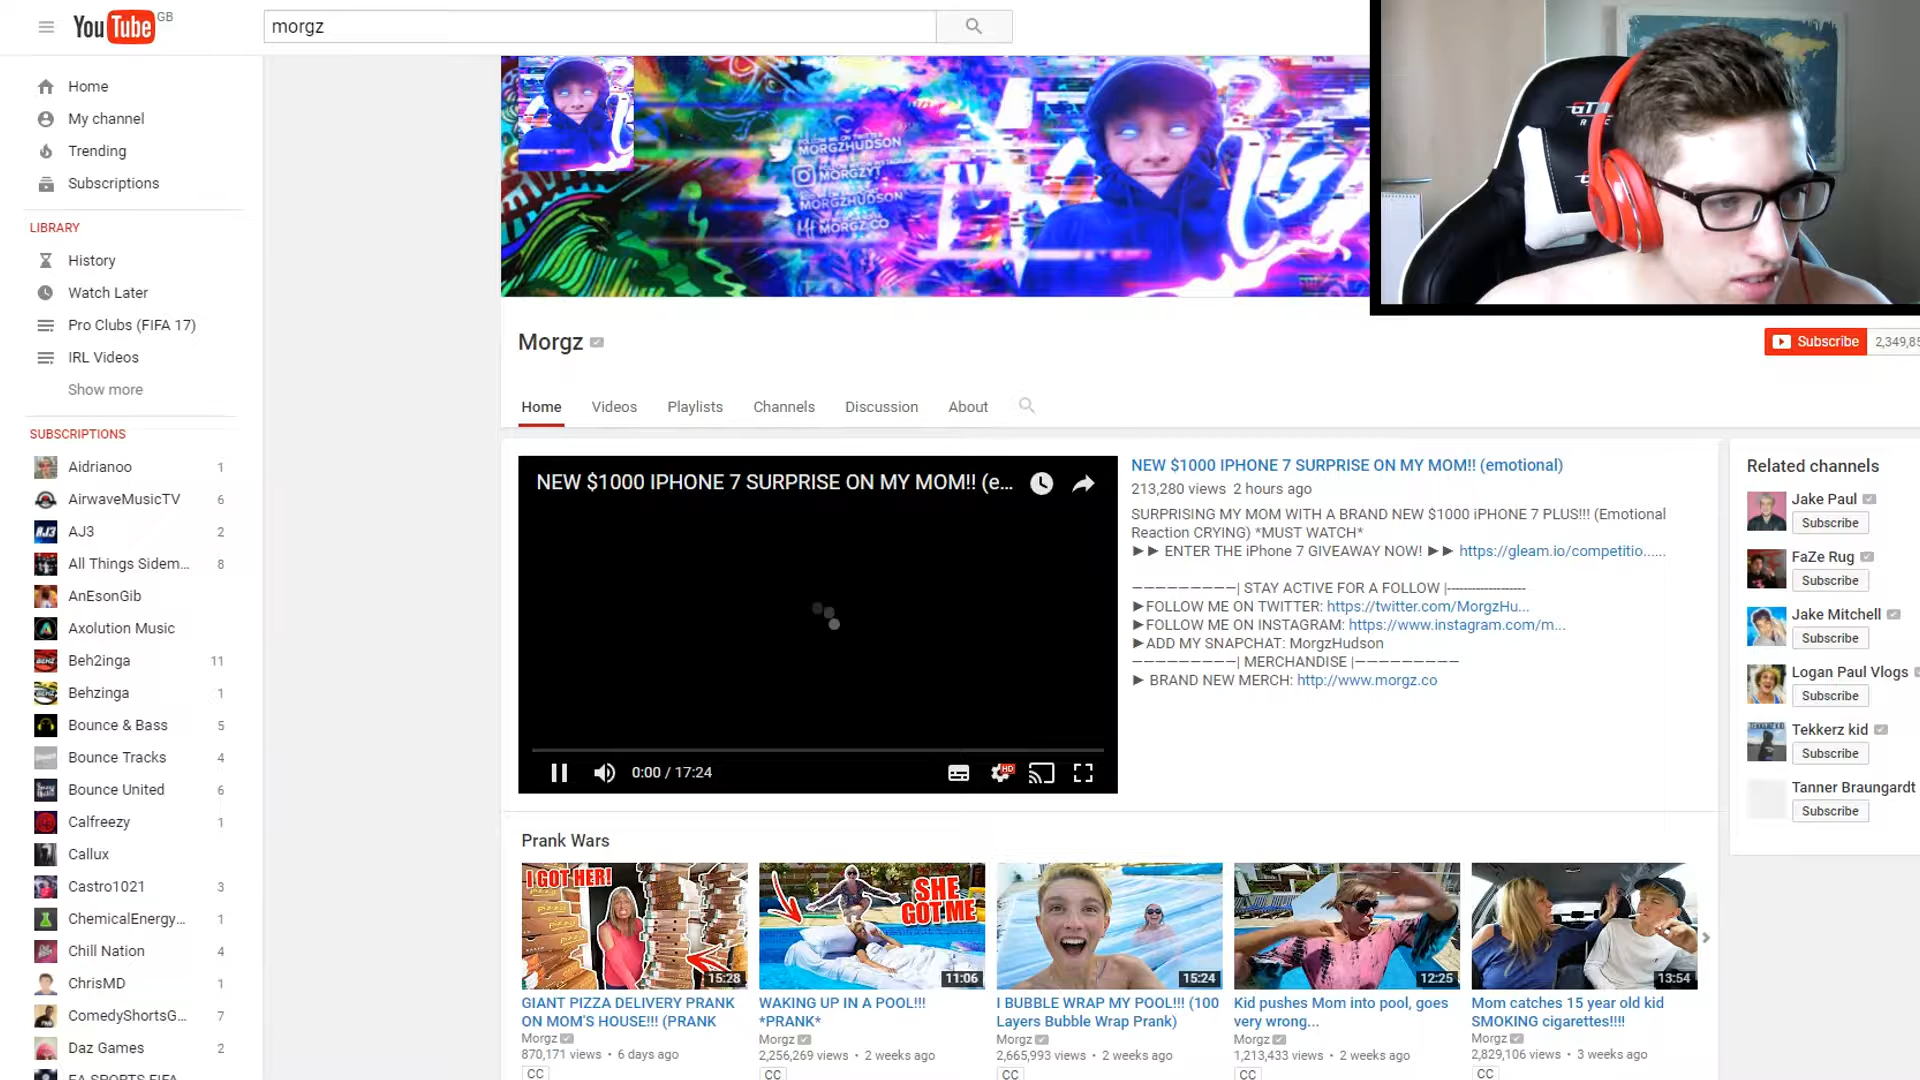 YouTube GB
morgz
Home
My channel
Trending
Subscriptions
LIBRARY
History
Watch Later
Pro Clubs (FIFA 17)
IRL Videos
Show more
SUBSCRIPTIONS
Aidrianoo 1
AirwaveMusicTV 6
AJ3 2
All Things Sidem... 8
AnEsonGib
Axolution Music
Beh2inga 11
Behzinga 1
Bounce & Bass 5
Bounce Tracks 4
Bounce United 6
Calfreezy 1
Callux
Castro1021 3
ChemicalEnergy... 1
Chill Nation 4
ChrisMD 1
ComedyShortsG... 7
Daz Games 2
EA SPORTS FIFA
FOLLOW ME ON TWITTER
MORGZHUDSON
MORGZYT
MORGZHUDSON
MORGZ.CO
Morgz
Subscribe 2,349,85
Home Videos Playlists Channels Discussion About
NEW $1000 IPHONE 7 SURPRISE ON MY MOM!! (e...
0:00 / 17:24
HD
NEW $1000 IPHONE 7 SURPRISE ON MY MOM!! (emotional)
213,280 views 2 hours ago
SURPRISING MY MOM WITH A BRAND NEW $1000 iPHONE 7 PLUS!!! (Emotional
Reaction CRYING) *MUST WATCH*
►► ENTER THE iPhone 7 GIVEAWAY NOW! ►► https://gleam.io/competitio......
—————————| STAY ACTIVE FOR A FOLLOW |--------------------
►FOLLOW ME ON TWITTER: https://twitter.com/MorgzHu...
►FOLLOW ME ON INSTAGRAM: https://www.instagram.com/m...
►ADD MY SNAPCHAT: MorgzHudson
—————————| MERCHANDISE |—————————
► BRAND NEW MERCH: http://www.morgz.co
Related channels
Jake Paul
Subscribe
FaZe Rug
Subscribe
Jake Mitchell
Subscribe
Logan Paul Vlogs
Subscribe
Tekkerz kid
Subscribe
Tanner Braungardt
Subscribe
Prank Wars
I GOT HER!
15:28
GIANT PIZZA DELIVERY PRANK
ON MOM'S HOUSE!!! (PRANK
Morgz
870,171 views • 6 days ago
CC
SHE
GOT ME
11:06
WAKING UP IN A POOL!!!
*PRANK*
Morgz
2,256,269 views • 2 weeks ago
CC
15:24
I BUBBLE WRAP MY POOL!!! (100
Layers Bubble Wrap Prank)
Morgz
2,665,993 views • 2 weeks ago
CC
12:25
Kid pushes Mom into pool, goes
very wrong...
Morgz
1,213,433 views • 2 weeks ago
CC
13:54
Mom catches 15 year old kid
SMOKING cigarettes!!!!
Morgz
2,829,106 views • 3 weeks ago
CC